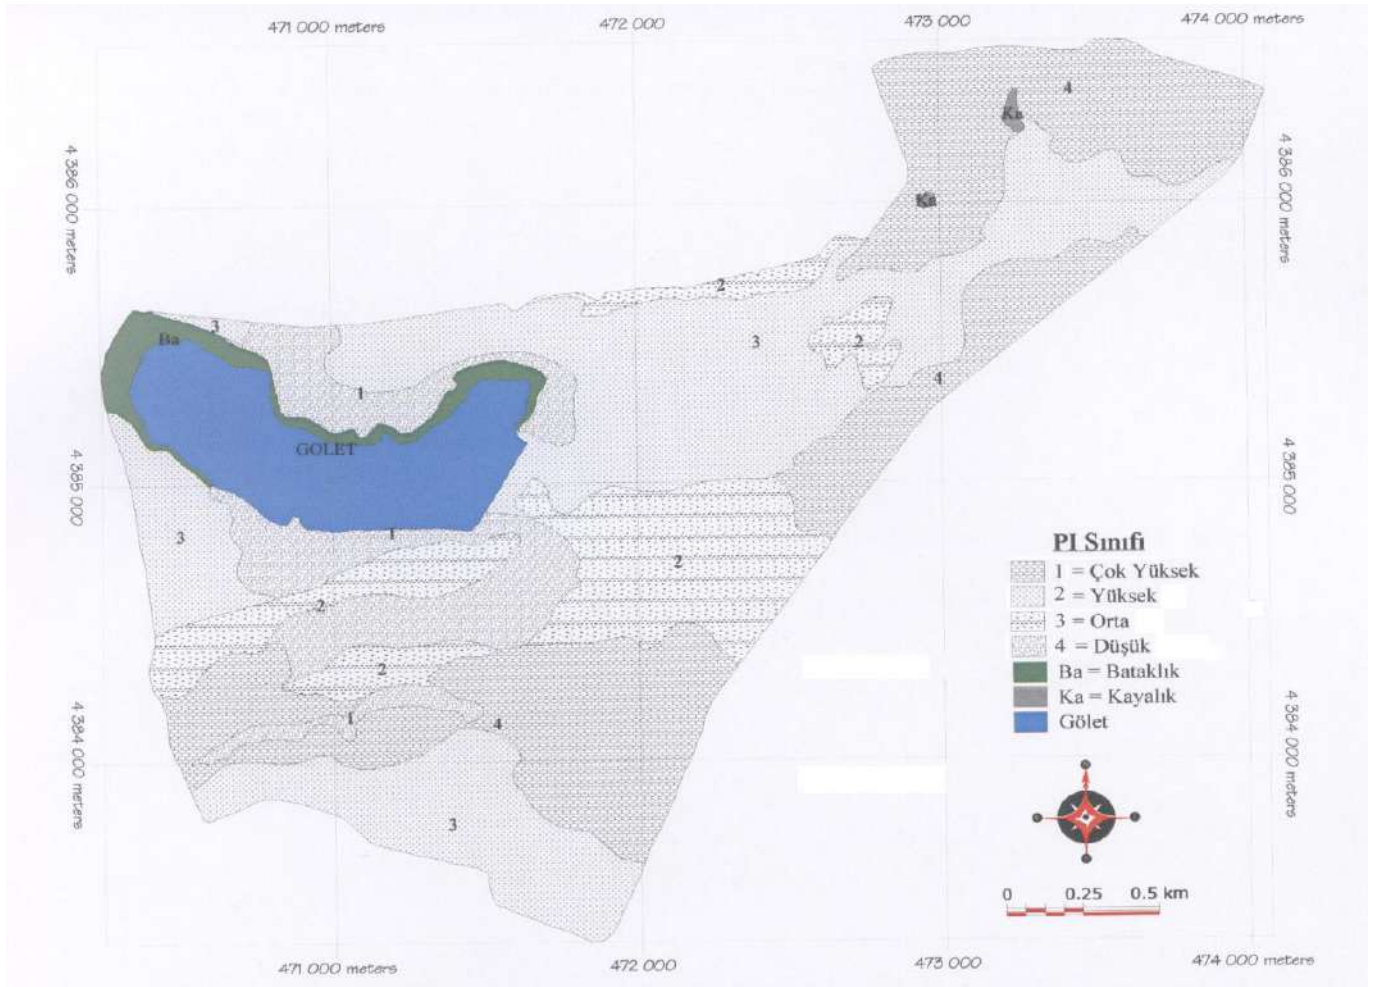 471 000 meters
472 000
473 000
474 000 meters
4
Ka
4 386 000 meters
4 386 000 meters
Ka
2
3
Ba
3
2
4
1
GOLET
4 385 000
4 385 000
1
3
2
2
2
1
4
3
PI Sınıfı
1 = Çok Yüksek
2 = Yüksek
3 = Orta
4 = Düşük
Ba = Bataklık
Ka = Kayalık
Gölet
4 384 000 meters
4 384 000 meters
0 0.25 0.5 km
471 000 meters
472 000
473 000
474 000 meters